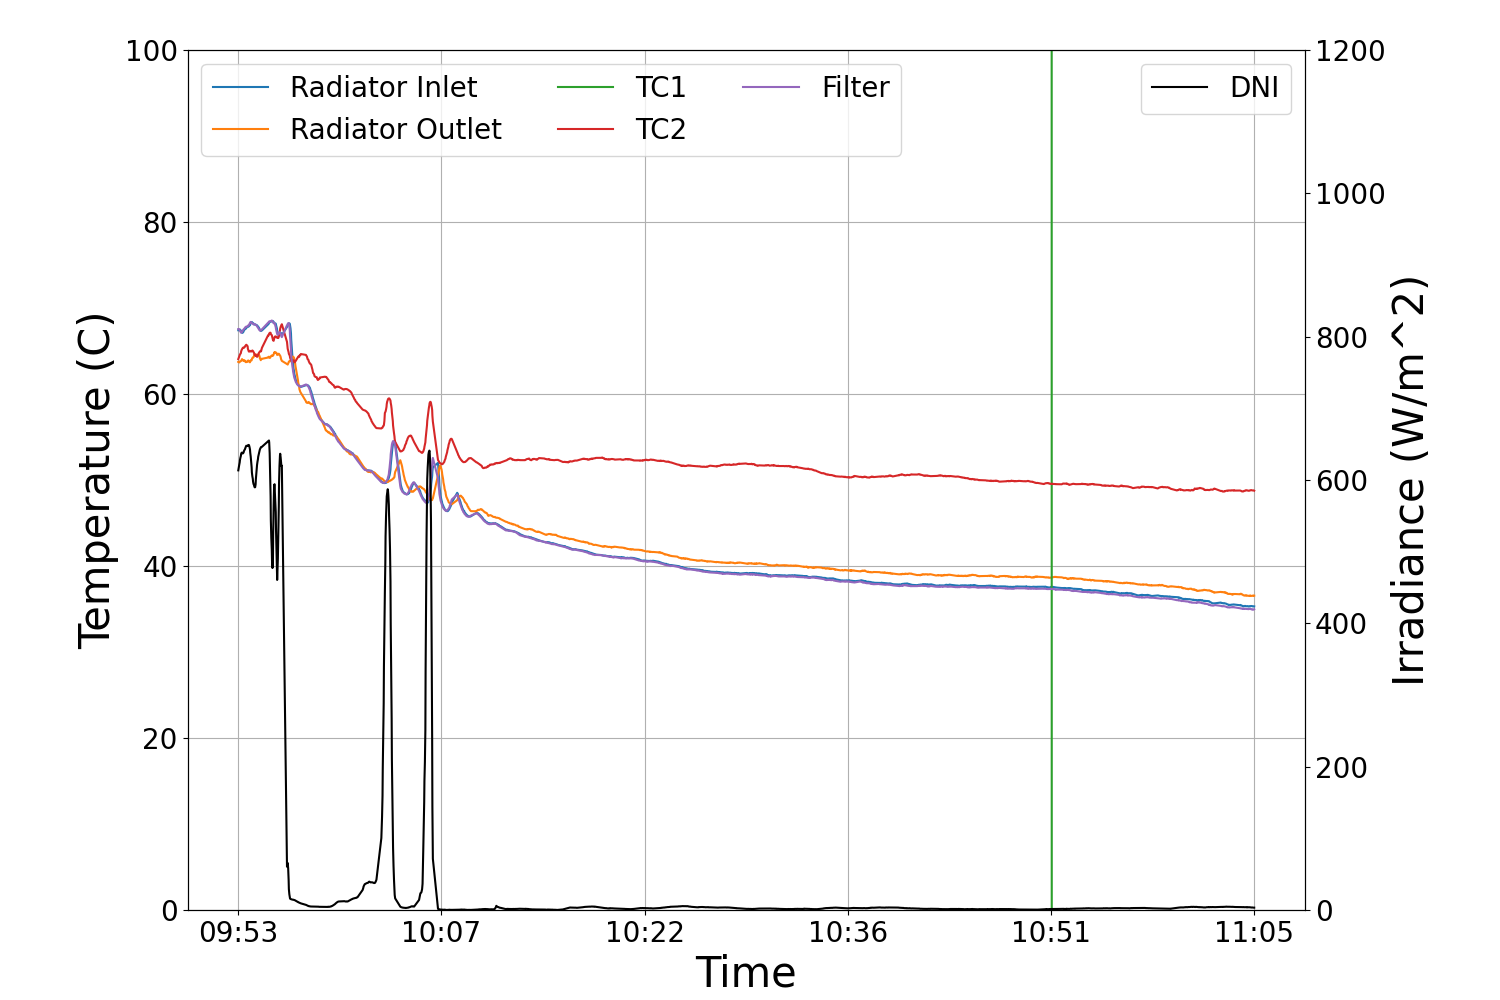 100
80
60
40
20
0
Temperature (C)
Radiator Inlet
Radiator Outlet
TC1
TC2
Filter
DNI
1200
1000
800
600
400
200
0
Irradiance (W/m^2)
09:53 10:07 10:22 10:36 10:51 11:05
Time